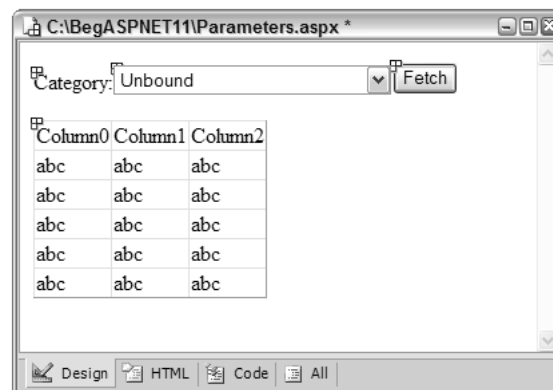 C:\BegASPNET11\Parameters.aspx *
Category: Unbound Fetch
Column0 Column1 Column2
abc abc abc
abc abc abc
abc abc abc
abc abc abc
abc abc abc
Design HTML Code All